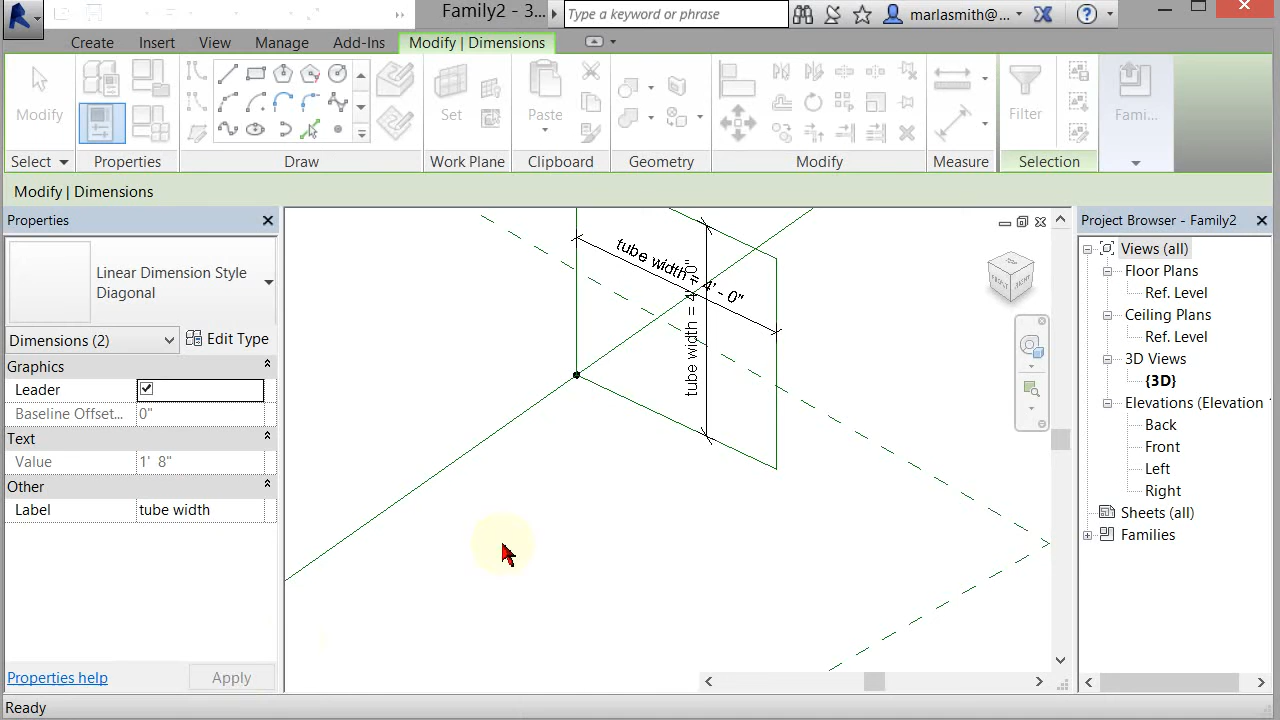 Family2 - 3...
Type a keyword or phrase
marlasmith@...
Create
Insert
View
Manage
Add-Ins
Modify | Dimensions
Modify
Set
Paste
Filter
Fami...
Select
Properties
Draw
Work Plane
Clipboard
Geometry
Modify
Measure
Selection
Modify | Dimensions
Properties
Linear Dimension Style
Diagonal
Dimensions (2)
Edit Type
Graphics
Leader
Baseline Offset...
0"
Text
Value
1' 8"
Other
Label
tube width
Properties help
Apply
Ready
tube width = 4' - 0"
tube width = 4' - 0"
TOP
FRONT
RIGHT
Project Browser - Family2
Views (all)
Floor Plans
Ref. Level
Ceiling Plans
Ref. Level
3D Views
{3D}
Elevations (Elevation
Back
Front
Left
Right
Sheets (all)
Families